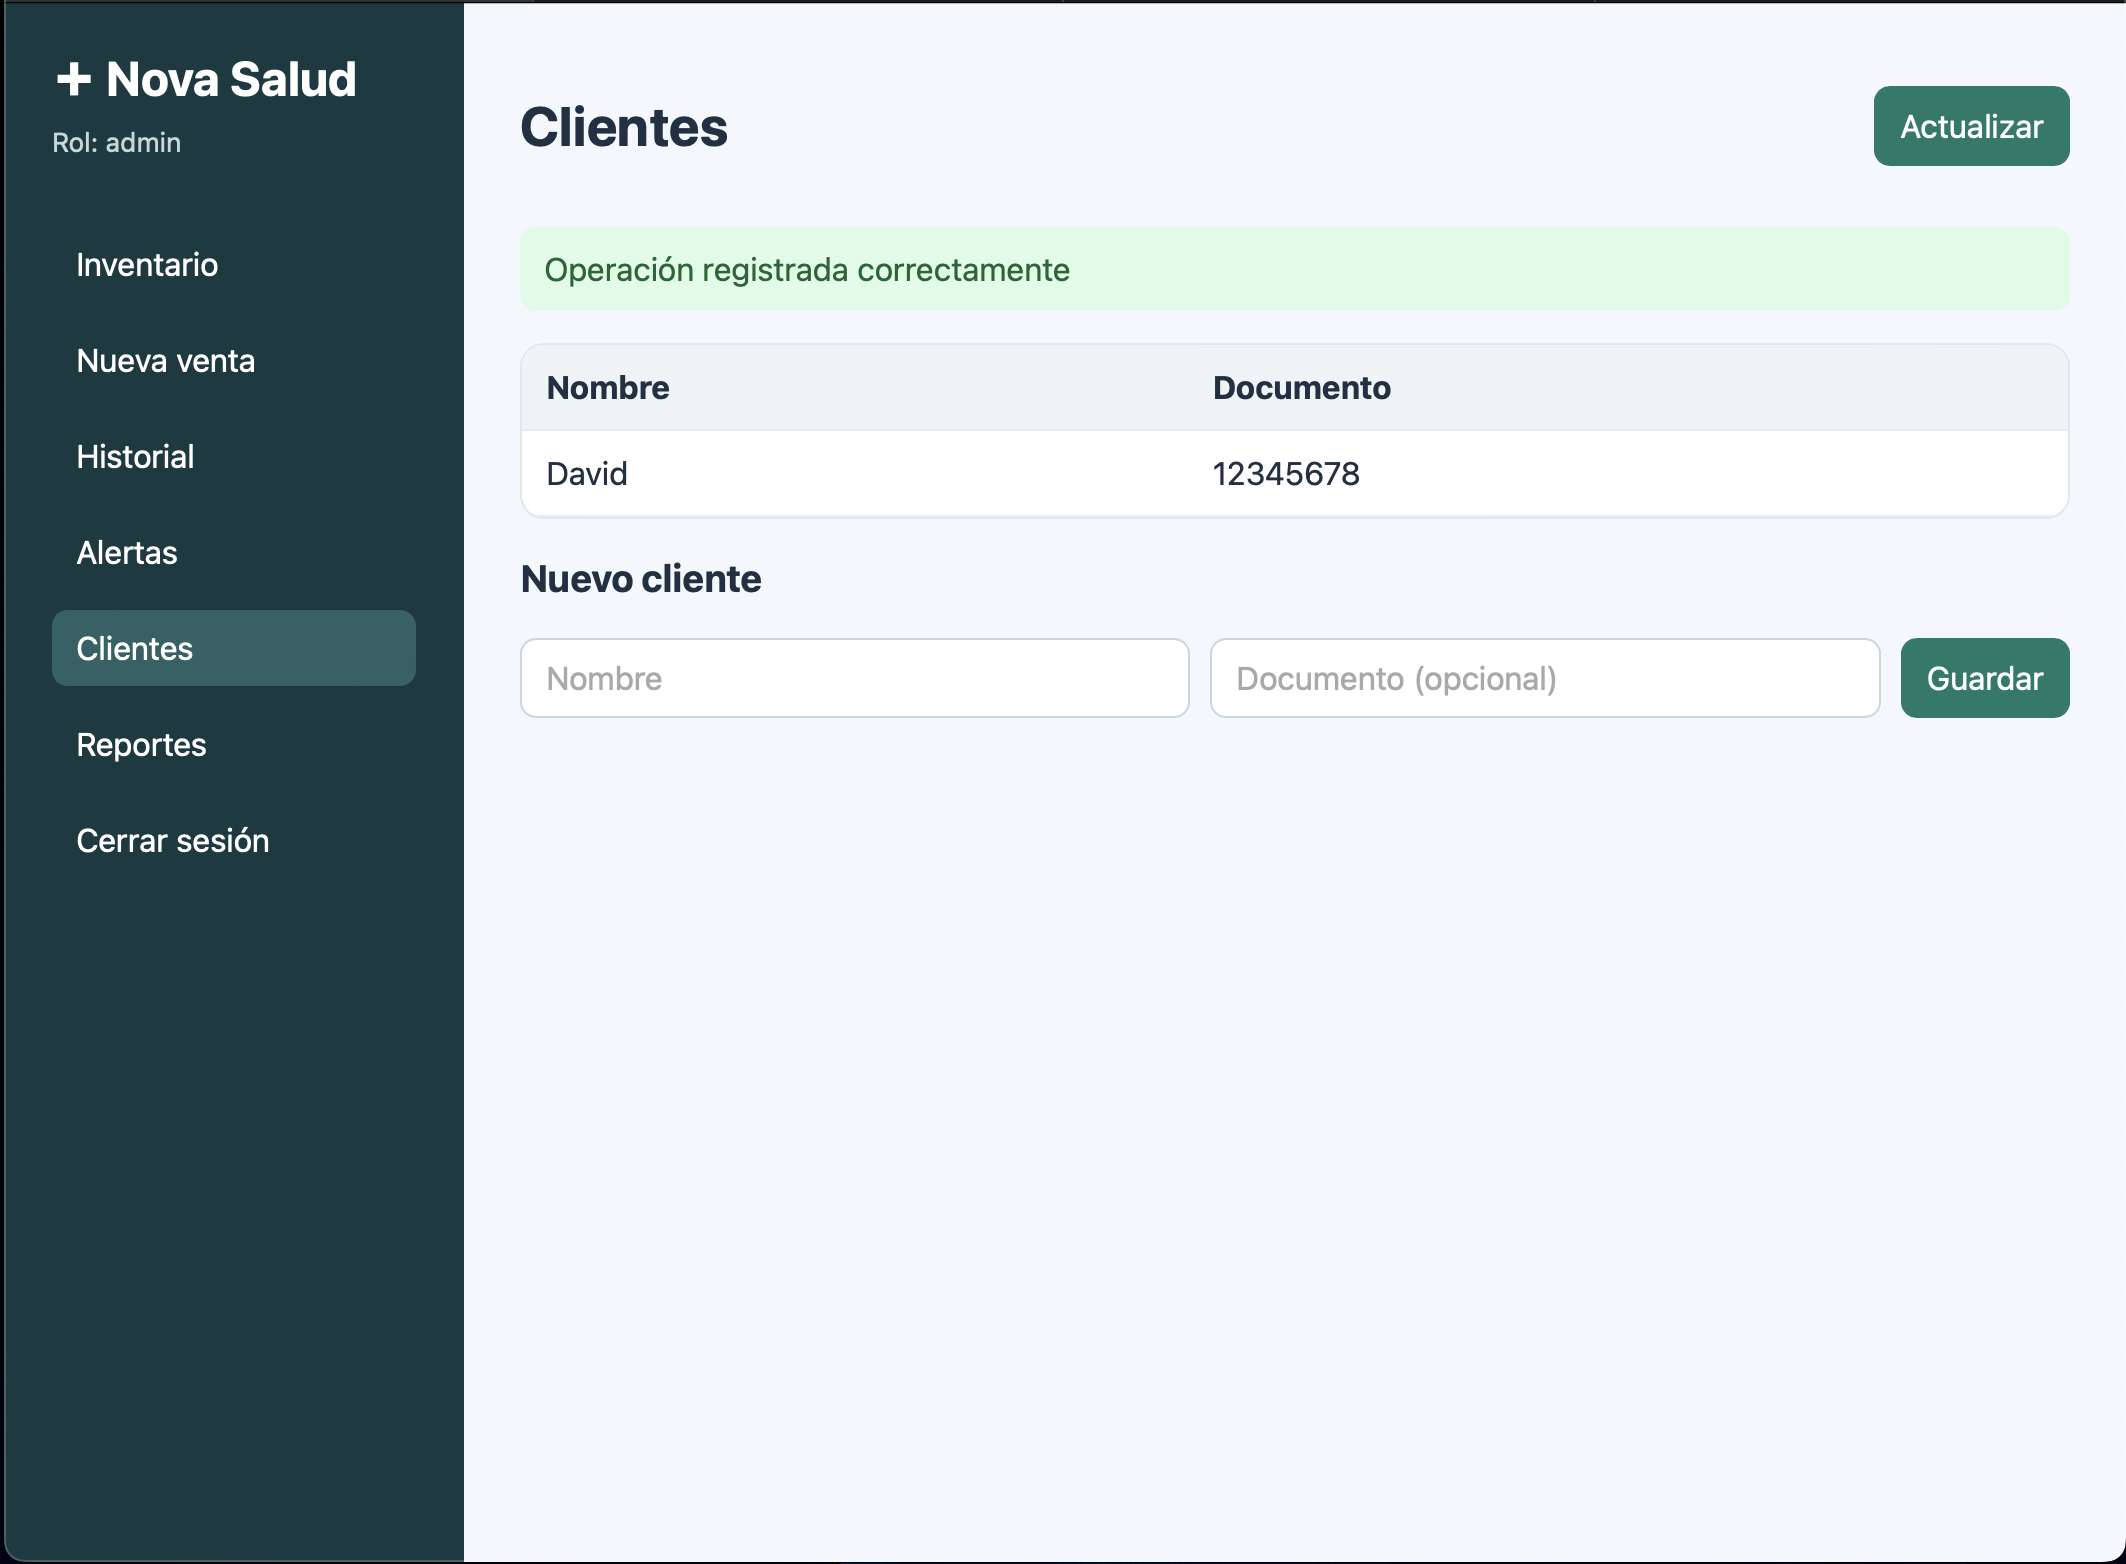 + Nova Salud
Rol: admin
Inventario
Nueva venta
Historial
Alertas
Clientes
Reportes
Cerrar sesión
Clientes
Actualizar
Operación registrada correctamente
Nombre Documento
David 12345678
Nuevo cliente
Nombre Documento (opcional) Guardar